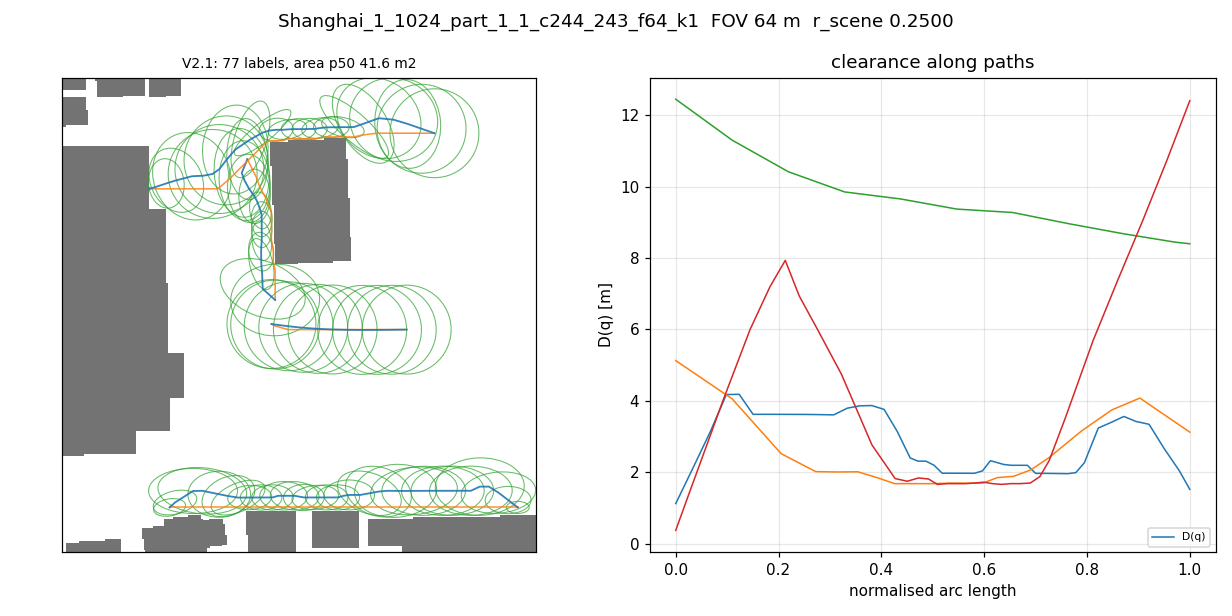 Shanghai_1_1024_part_1_1_c244_243_f64_k1 FOV 64 m r_scene 0.2500
V2.1: 77 labels, area p50 41.6 m2
clearance along paths
D(q) [m]
12
10
8
6
4
2
0
D(q)
0.0 0.2 0.4 0.6 0.8 1.0
normalised arc length